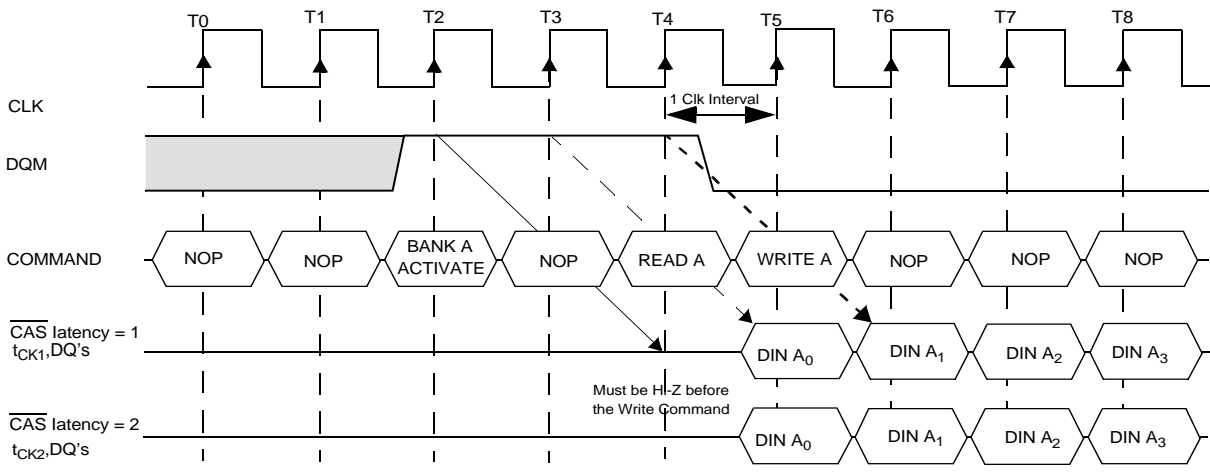 T0 T1 T2 T3 T4 T5 T6 T7 T8
CLK
1 Clk Interval
DQM
COMMAND
NOP NOP BANK A ACTIVATE NOP READ A WRITE A NOP NOP NOP
CAS latency = 1
tCK1,DQ's
DIN A0 DIN A1 DIN A2 DIN A3
Must be Hi-Z before
the Write Command
CAS latency = 2
tCK2,DQ's
DIN A0 DIN A1 DIN A2 DIN A3